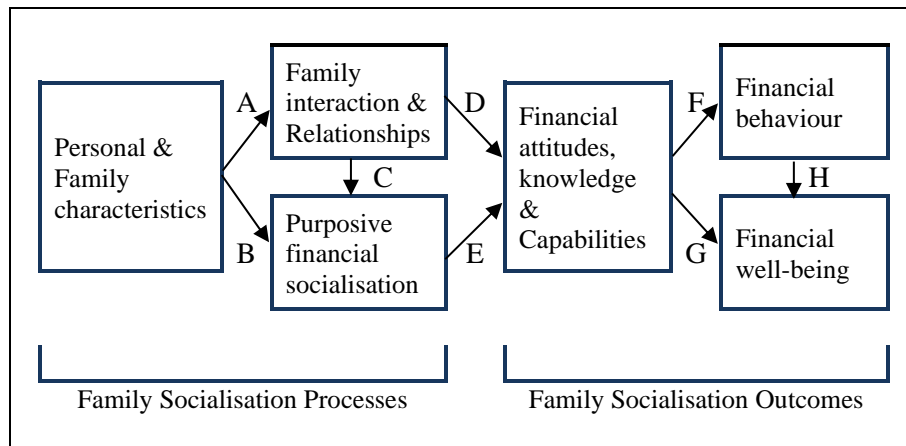 Personal &
Family
characteristics
A
B
Family
interaction &
Relationships
C
Purposive
financial
socialisation
D
E
Financial
attitudes,
knowledge
&
Capabilities
F
G
Financial
behaviour
H
Financial
well-being
Family Socialisation Processes
Family Socialisation Outcomes